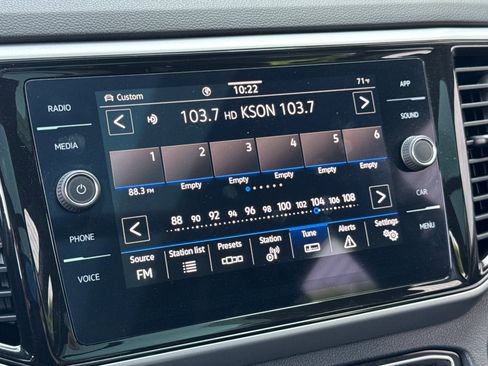 RADIO
MEDIA
PHONE
VOICE
Custom
10:22
71°F
103.7 HD KSON 103.7
1 2 3 4 5 6
88.3 FM Empty Empty Empty Empty Empty
88 90 92 94 96 98 100 102 104 106 108
Source Station list Presets Station Tune Alerts Settings
FM
APP
SOUND
CAR
MENU